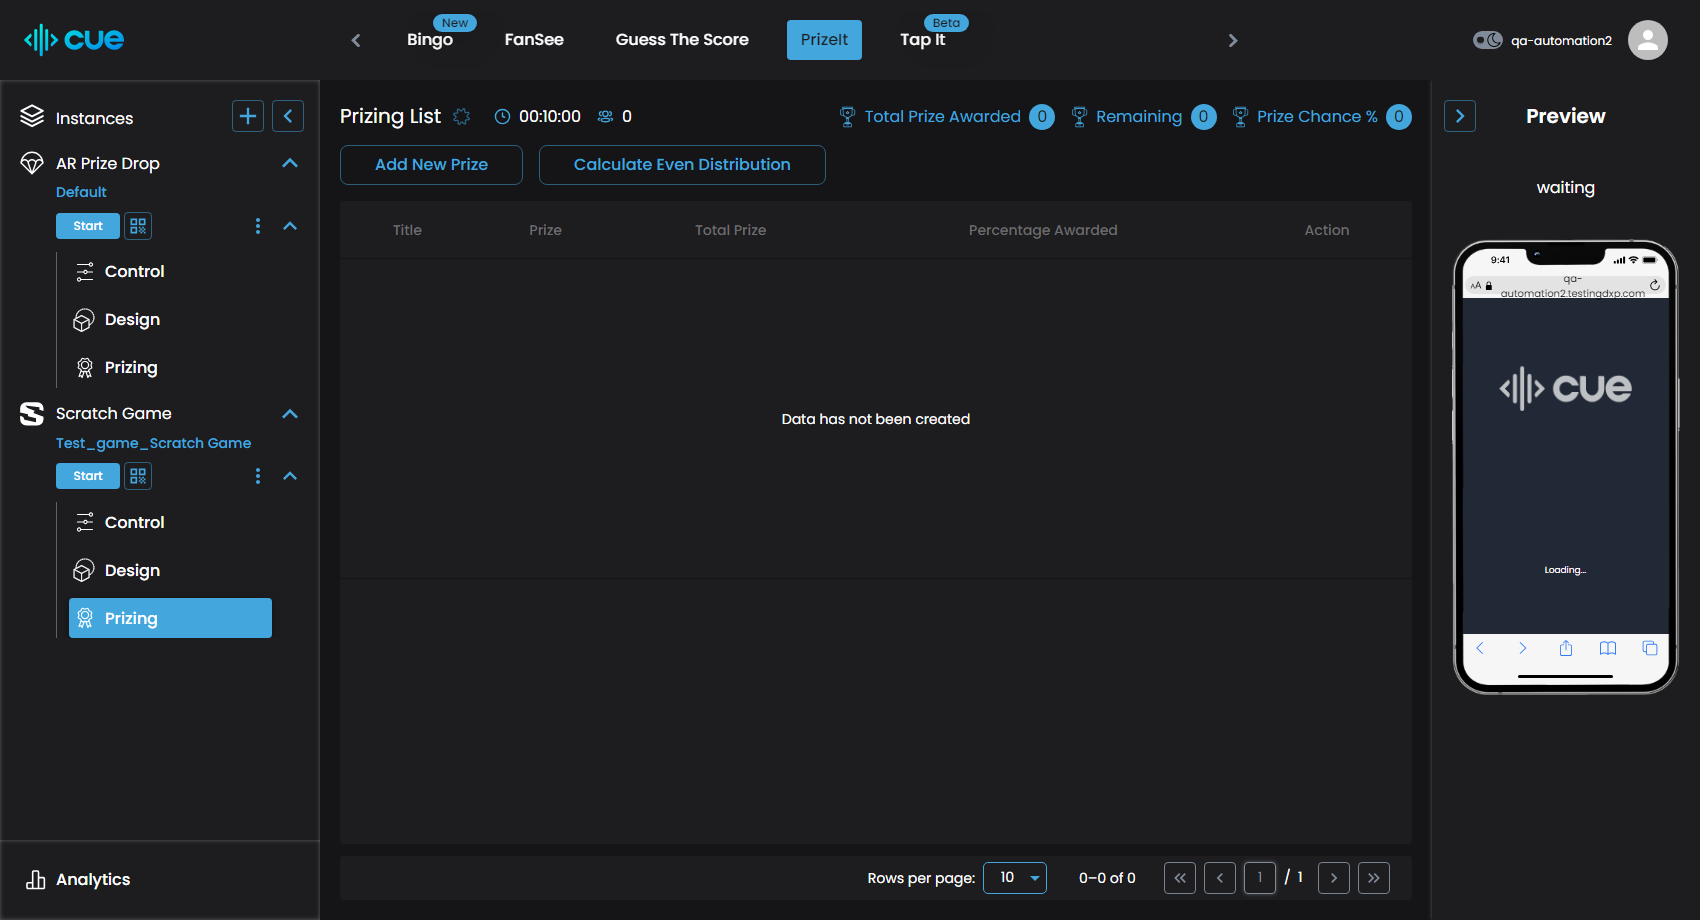 cue
New
Bingo
FanSee
Guess The Score
PrizeIt
Beta
Tap It
qa-automation2
Instances
AR Prize Drop
Default
Start
Control
Design
Prizing
Scratch Game
Test_game_Scratch Game
Start
Control
Design
Prizing
Analytics
Prizing List
00:10:00
0
Total Prize Awarded 0
Remaining 0
Prize Chance % 0
Add New Prize
Calculate Even Distribution
Title
Prize
Total Prize
Percentage Awarded
Action
Data has not been created
Rows per page:
10
0–0 of 0
1
/ 1
Preview
waiting
9:41
AA
qa-
automation2.testingdxp.com
cue
Loading...